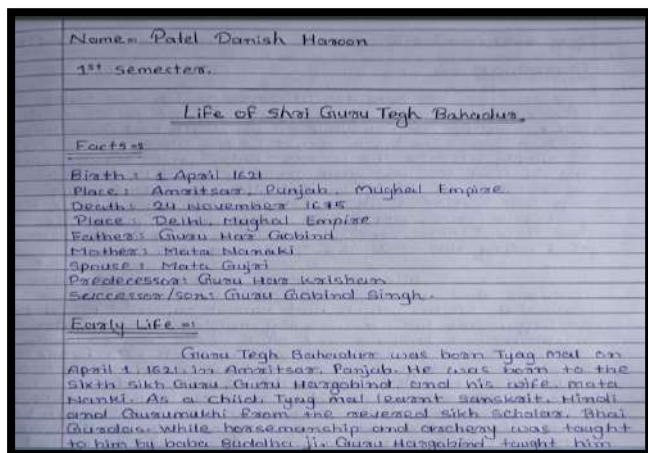 Name= Patel Danish Haroon
1st semester.
Life of Shri Guru Tegh Bahadur.
Facts =:
Birth : 1 April 1621
Place : Amritsar, Punjab, Mughal Empire
Death : 24 November 1675
Place : Delhi, Mughal Empire
Father : Guru Har Gobind
Mother : Mata Nanaki
Spouse : Mata Gujri
Predecessor : Guru Har Krishan
Successor/son : Guru Gobind Singh.
Early Life =:
Guru Tegh Bahadur was born Tyag Mal on
April 1, 1621, in Amritsar, Panjab. He was born to the
sixth sikh Guru, Guru Hargobind, and his wife, mata
Nanki. As a child, Tyag mal learnt Sanskrit, Hindi
and Gurumukhi from the revered Sikh Scholar, Bhai
Gurdas. While horsemanship and archery was taught
to him by baba Buddha ji. Guru Hargobind taught him